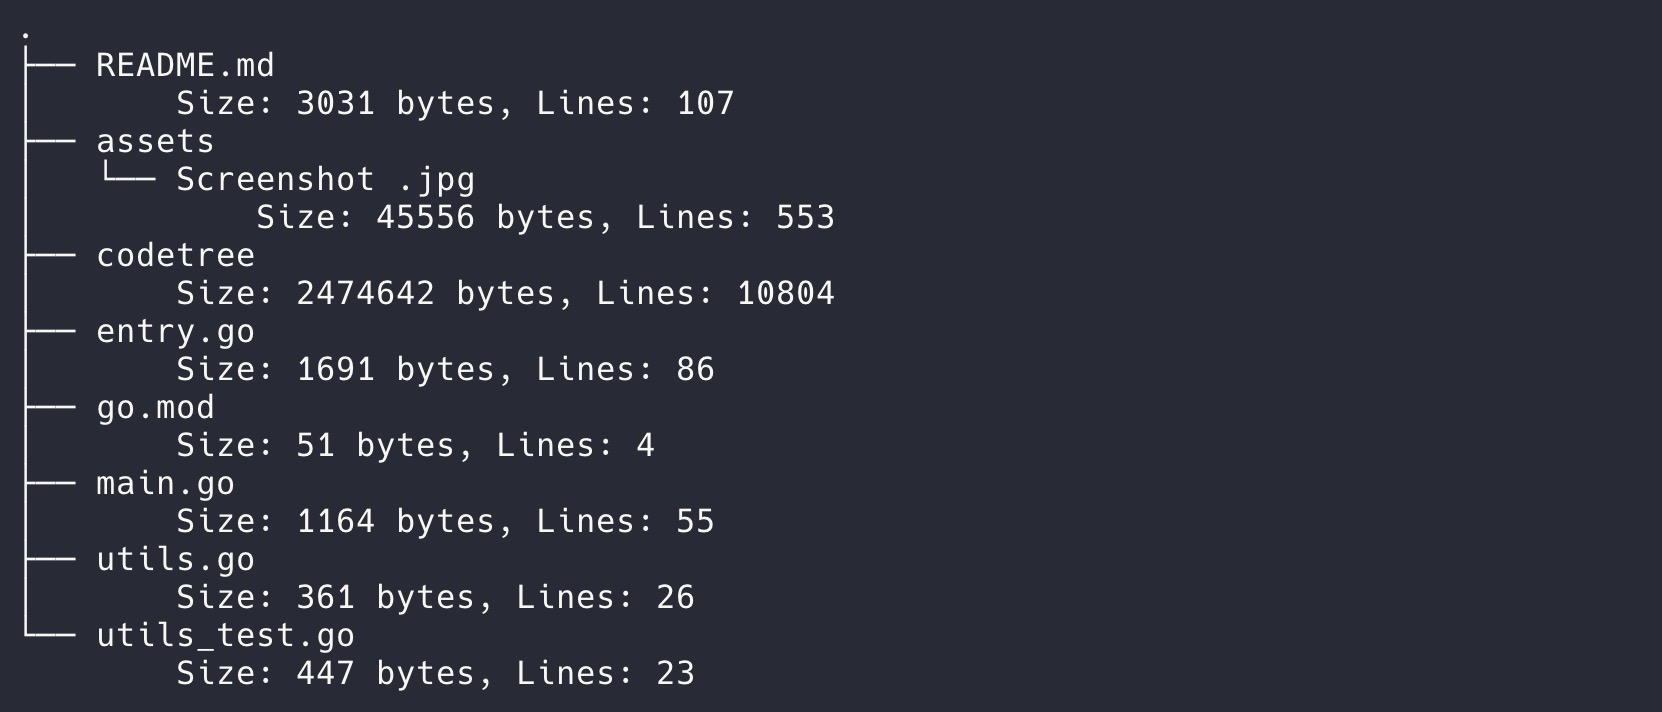 .
├── README.md
│       Size: 3031 bytes, Lines: 107
├── assets
│   └── Screenshot .jpg
│           Size: 45556 bytes, Lines: 553
├── codetree
│       Size: 2474642 bytes, Lines: 10804
├── entry.go
│       Size: 1691 bytes, Lines: 86
├── go.mod
│       Size: 51 bytes, Lines: 4
├── main.go
│       Size: 1164 bytes, Lines: 55
├── utils.go
│       Size: 361 bytes, Lines: 26
└── utils_test.go
        Size: 447 bytes, Lines: 23